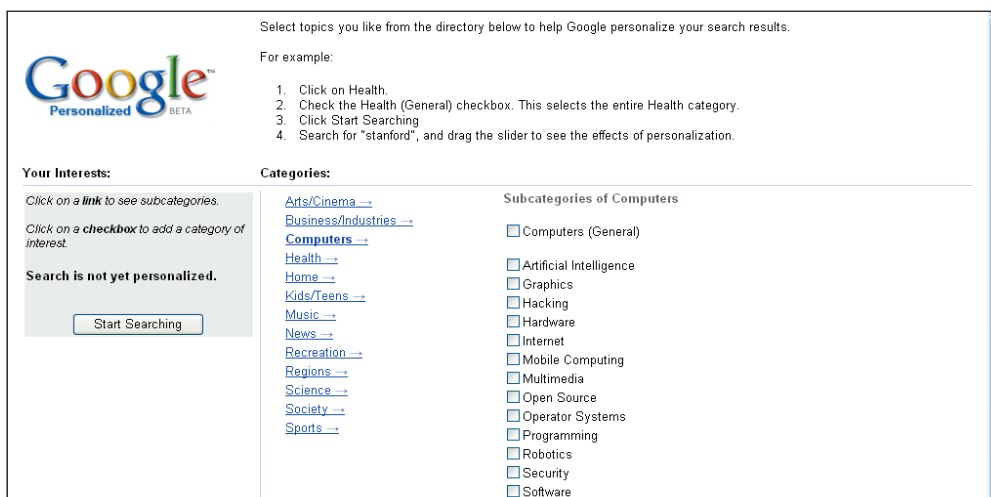 Select topics you like from the directory below to help Google personalize your search results.
For example:
1. Click on Health.
2. Check the Health (General) checkbox. This selects the entire Health category.
3. Click Start Searching
4. Search for "stanford", and drag the slider to see the effects of personalization.
Google™
Personalized BETA
Your Interests:
Click on a link to see subcategories.
Click on a checkbox to add a category of
interest.
Search is not yet personalized.
Start Searching
Categories:
Arts/Cinema →
Business/Industries →
Computers →
Health →
Home →
Kids/Teens →
Music →
News →
Recreation →
Regions →
Science →
Society →
Sports →
Subcategories of Computers
Computers (General)
Artificial Intelligence
Graphics
Hacking
Hardware
Internet
Mobile Computing
Multimedia
Open Source
Operator Systems
Programming
Robotics
Security
Software